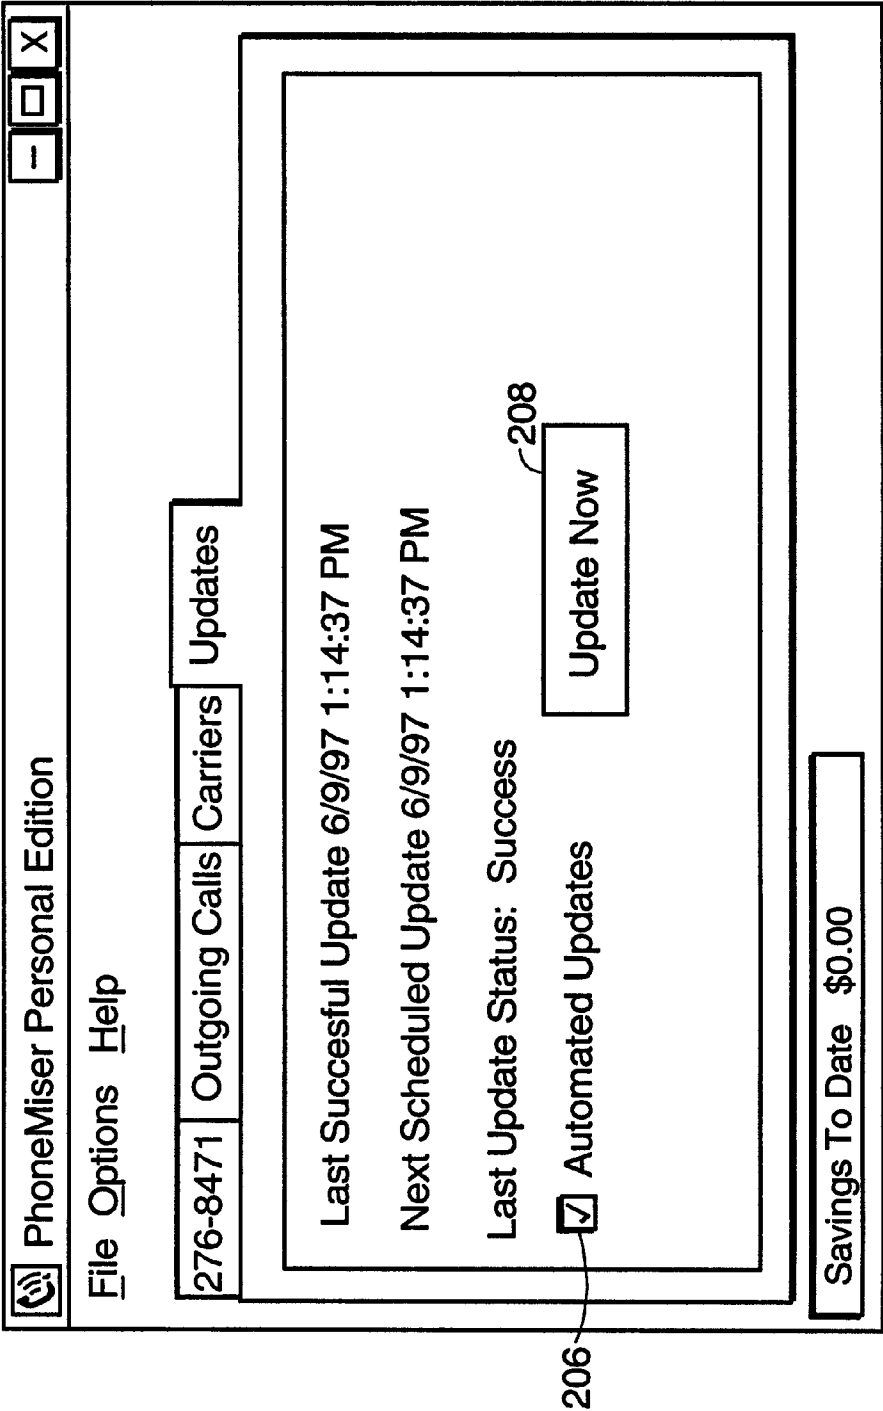 PhoneMiser Personal Edition
– □ X
File Options Help
276-8471 Outgoing Calls Carriers Updates
Last Succesful Update 6/9/97 1:14:37 PM
Next Scheduled Update 6/9/97 1:14:37 PM
Last Update Status: Success
206
Automated Updates
208
Update Now
Savings To Date $0.00